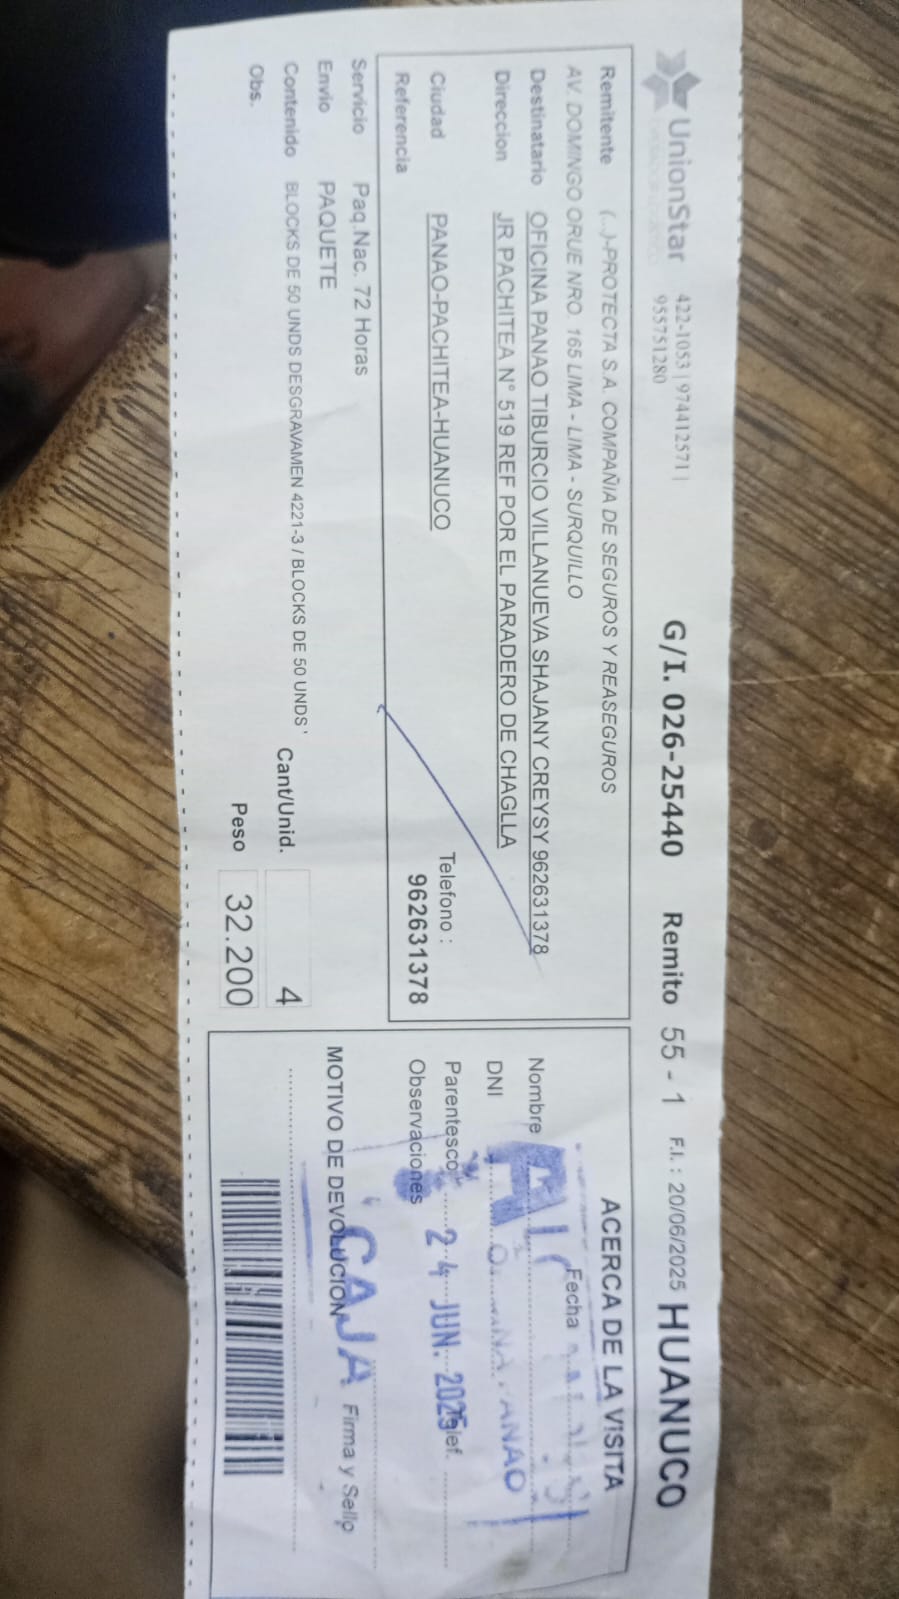 UnionStar
422-1053 | 974412571 |
955751280
G/I. 026-25440
Remito 55 - 1
F.I. : 20/06/2025
HUANUCO
Remitente (...)-PROTECTA S.A. COMPAÑIA DE SEGUROS Y REASEGUROS
AV. DOMINGO ORUE NRO. 165 LIMA - LIMA - SURQUILLO
Destinatario OFICINA PANAO TIBURCIO VILLANUEVA SHAJANY CREYSY 962631378
Direccion JR PACHITEA N° 519 REF POR EL PARADERO DE CHAGLLA
Ciudad PANAO-PACHITEA-HUANUCO
Telefono :
Referencia
962631378
Servicio Paq.Nac. 72 Horas
Envio PAQUETE
Contenido BLOCKS DE 50 UNDS DESGRAVAMEN 4221-3 / BLOCKS DE 50 UNDS '
Cant/Unid. 4
Obs.
Peso 32.200
ACERCA DE LA VISITA
Fecha
Nombre
DNI
PANAO
Parentesco
24 JUN. 2025
Telef.
Observaciones
CAJA
MOTIVO DE DEVOLUCION
Firma y Sello